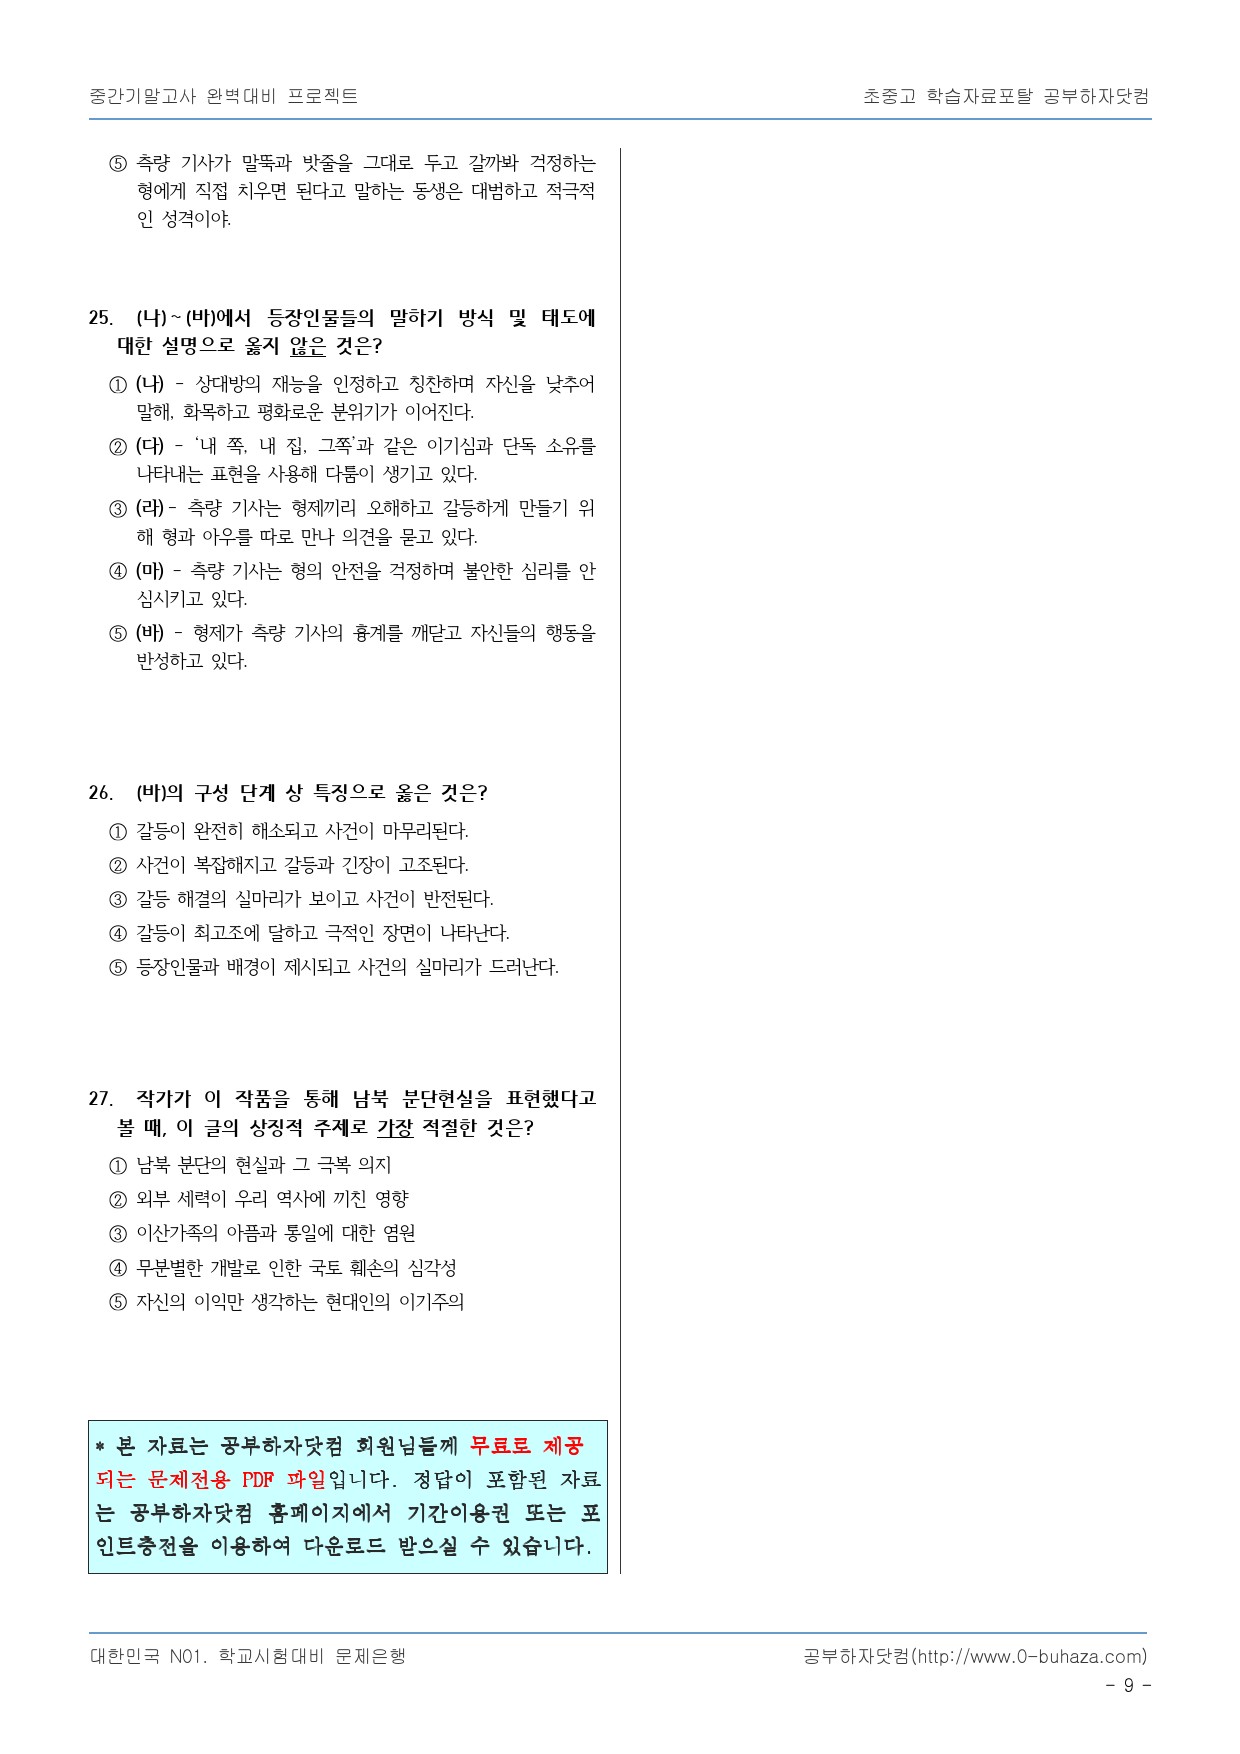 중간기말고사 완벽대비 프로젝트
초중고 학습자료포탈 공부하자닷컴
⑤ 측량 기사가 말뚝과 밧줄을 그대로 두고 갈까봐 걱정하는
형에게 직접 치우면 된다고 말하는 동생은 대범하고 적극적
인 성격이야.
25. (나)~(바)에서 등장인물들의 말하기 방식 및 태도에
대한 설명으로 옳지 않은 것은?
① (나) - 상대방의 재능을 인정하고 칭찬하며 자신을 낮추어
말해, 화목하고 평화로운 분위기가 이어진다.
② (다) - ‘내 쪽, 내 집, 그쪽’과 같은 이기심과 단독 소유를
나타내는 표현을 사용해 다툼이 생기고 있다.
③ (라)- 측량 기사는 형제끼리 오해하고 갈등하게 만들기 위
해 형과 아우를 따로 만나 의견을 묻고 있다.
④ (마) - 측량 기사는 형의 안전을 걱정하며 불안한 심리를 안
심시키고 있다.
⑤ (바) - 형제가 측량 기사의 흉계를 깨닫고 자신들의 행동을
반성하고 있다.
26. (바)의 구성 단계 상 특징으로 옳은 것은?
① 갈등이 완전히 해소되고 사건이 마무리된다.
② 사건이 복잡해지고 갈등과 긴장이 고조된다.
③ 갈등 해결의 실마리가 보이고 사건이 반전된다.
④ 갈등이 최고조에 달하고 극적인 장면이 나타난다.
⑤ 등장인물과 배경이 제시되고 사건의 실마리가 드러난다.
27. 작가가 이 작품을 통해 남북 분단현실을 표현했다고
볼 때, 이 글의 상징적 주제로 가장 적절한 것은?
① 남북 분단의 현실과 그 극복 의지
② 외부 세력이 우리 역사에 끼친 영향
③ 이산가족의 아픔과 통일에 대한 염원
④ 무분별한 개발로 인한 국토 훼손의 심각성
⑤ 자신의 이익만 생각하는 현대인의 이기주의
* 본 자료는 공부하자닷컴 회원님들께 무료로 제공
되는 문제전용 PDF 파일입니다. 정답이 포함된 자료
는 공부하자닷컴 홈페이지에서 기간이용권 또는 포
인트충전을 이용하여 다운로드 받으실 수 있습니다.
대한민국 N01. 학교시험대비 문제은행
공부하자닷컴(http://www.0-buhaza.com)
- 9 -